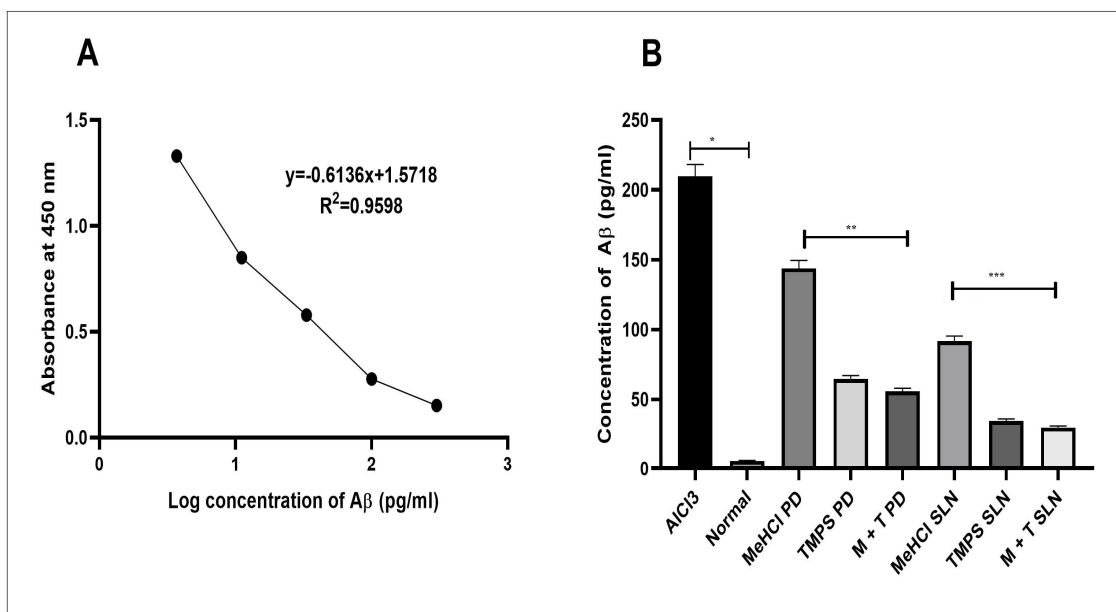 A
Absorbance at 450 nm
1.5
1.0
0.5
0.0
y=-0.6136x+1.5718
R²=0.9598
0 1 2 3
Log concentration of Aβ (pg/ml)
B
Concentration of Aβ (pg/ml)
250
200
150
100
50
0
*
**
***
AlCl3
Normal
MeHCl PD
TMPS PD
M + T PD
MeHCl SLN
TMPS SLN
M + T SLN